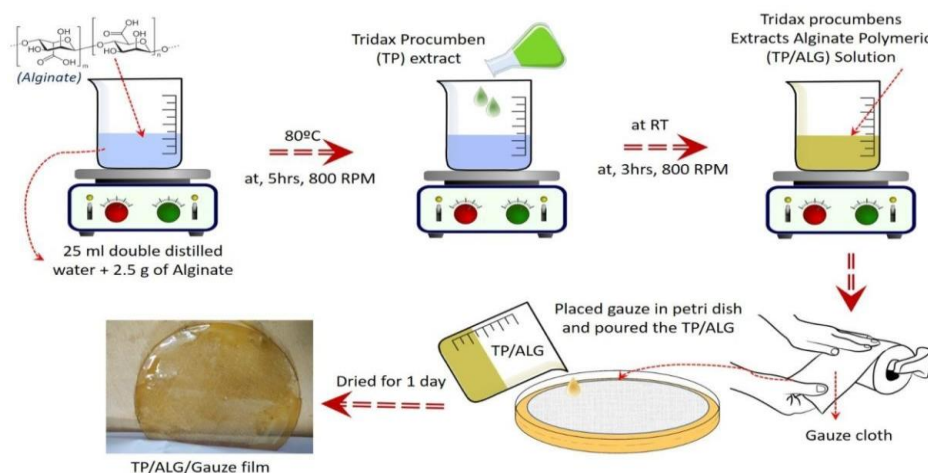 (Alginate)
Tridax Procumben
(TP) extract
Tridax procumbens
Extracts Alginate Polymeric
(TP/ALG) Solution
80ºC
at, 5hrs, 800 RPM
at RT
at, 3hrs, 800 RPM
25 ml double distilled
water + 2.5 g of Alginate
Placed gauze in petri dish
and poured the TP/ALG
TP/ALG
Dried for 1 day
Gauze cloth
TP/ALG/Gauze film